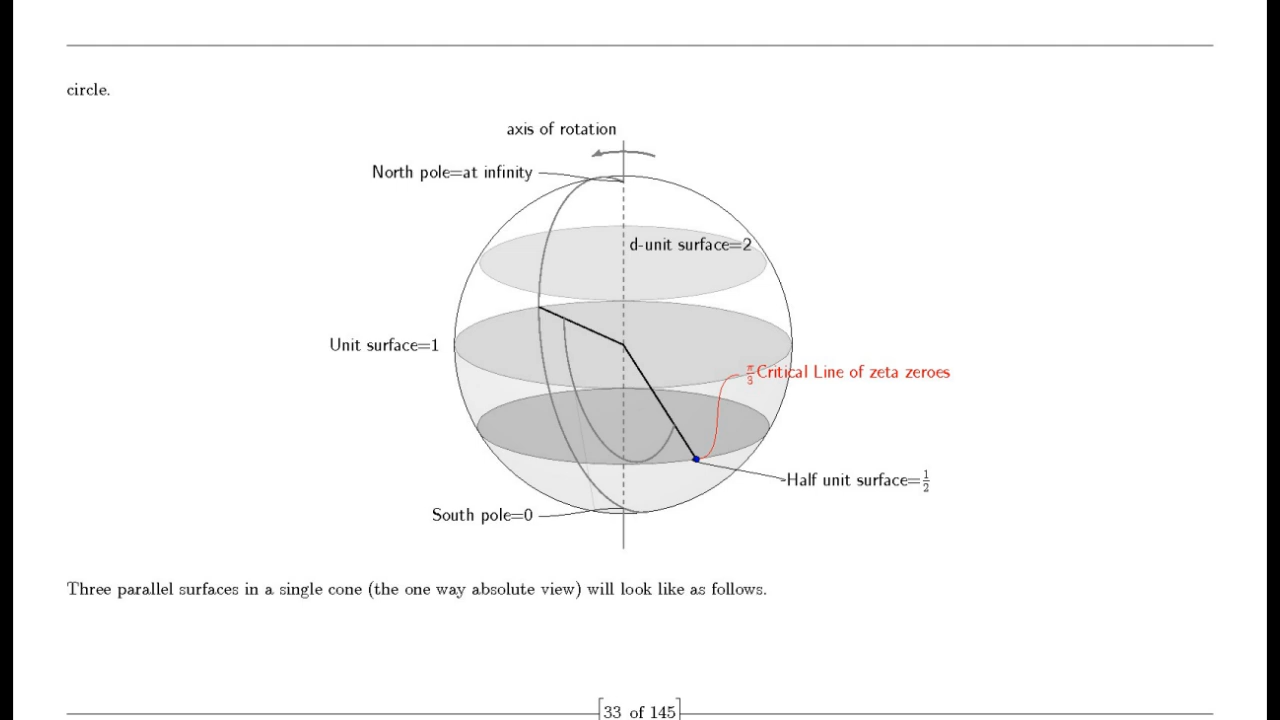 circle.
axis of rotation
North pole=at infinity
d-unit surface=2
Unit surface=1
π/3 Critical Line of zeta zeroes
Half unit surface=1/2
South pole=0
Three parallel surfaces in a single cone (the one way absolute view) will look like as follows.
[33 of 145]